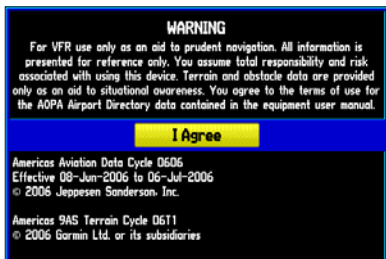 WARNING
For VFR use only as an aid to prudent navigation. All information is
presented for reference only. You assume total responsibility and risk
associated with using this device. Terrain and obstacle data are provided
only as an aid to situational awareness. You agree to the terms of use for
the AOPA Airport Directory data contained in the equipment user manual.
I Agree
Americas Aviation Data Cycle 0606
Effective 08-Jun-2006 to 06-Jul-2006
© 2006 Jeppesen Sanderson, Inc.
Americas 9AS Terrain Cycle 06T1
© 2006 Garmin Ltd. or its subsidiaries